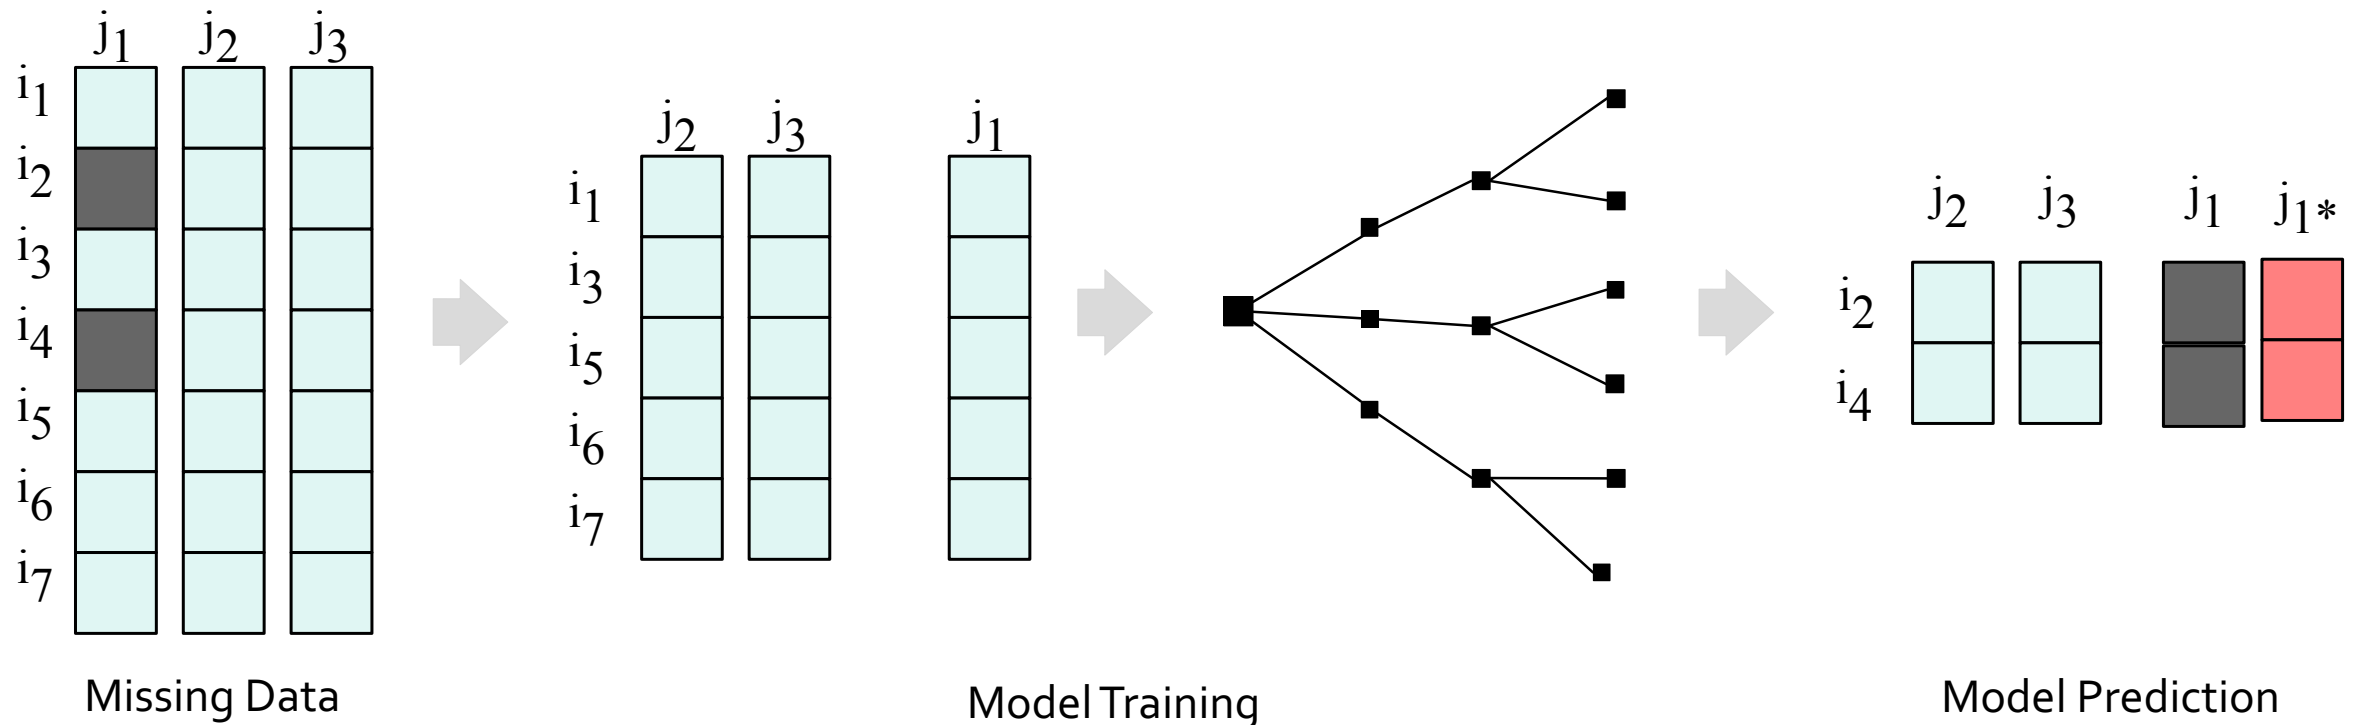 j1 j2 j3
i1
i2
i3
i4
i5
i6
i7
Missing Data
j2 j3 j1
i1
i3
i5
i6
i7
Model Training
j2 j3 j1 j1*
i2
i4
Model Prediction